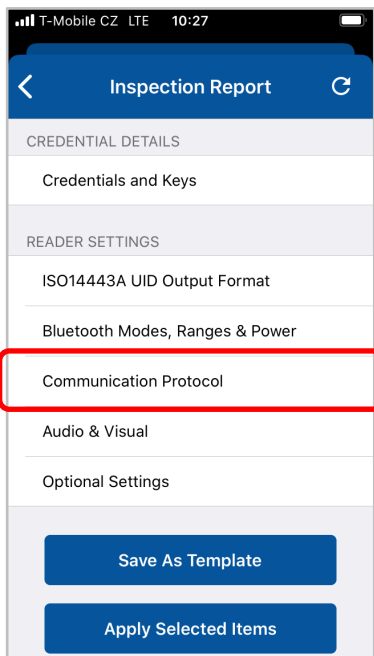 T-Mobile CZ LTE 10:27
Inspection Report
CREDENTIAL DETAILS
Credentials and Keys
READER SETTINGS
ISO14443A UID Output Format
Bluetooth Modes, Ranges & Power
Communication Protocol
Audio & Visual
Optional Settings
Save As Template
Apply Selected Items